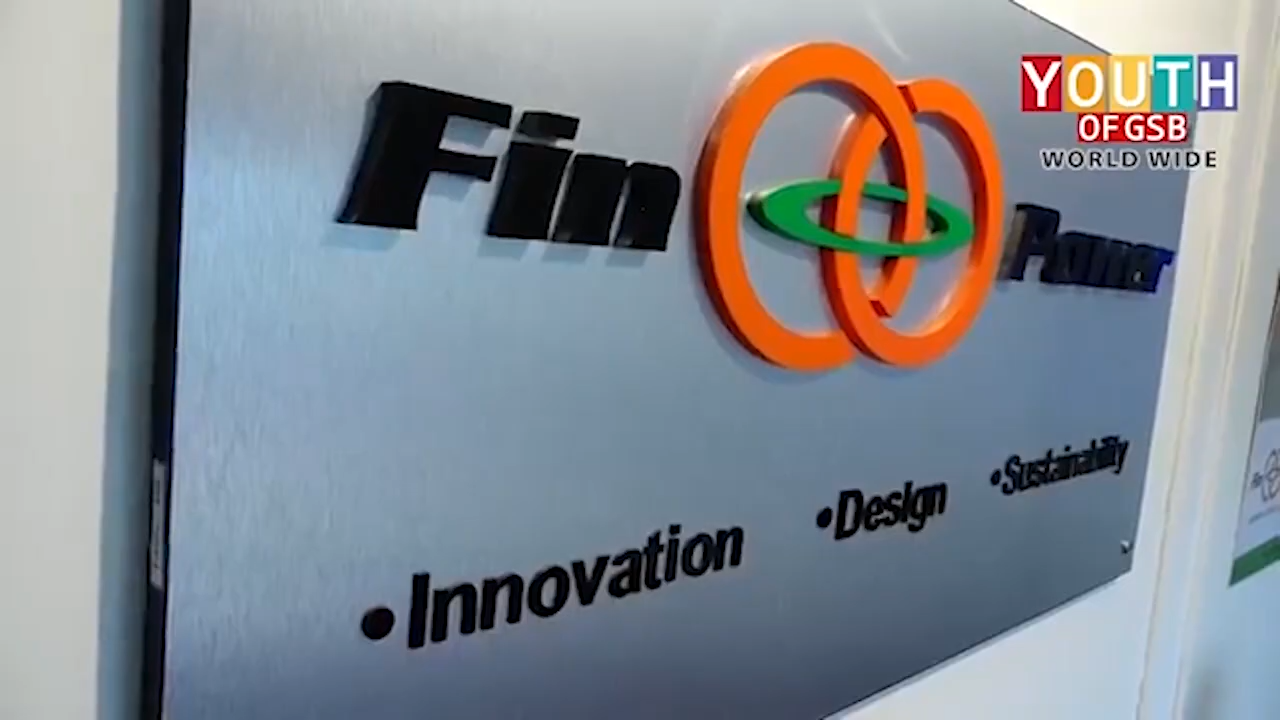 YOUTH
OF GSB
WORLD WIDE
Fin Power
•Innovation •Design •Sustainability